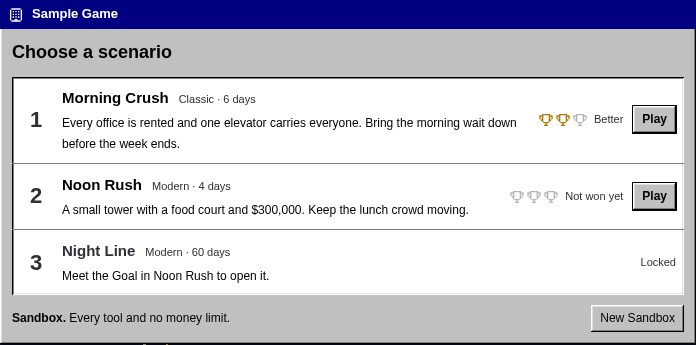 Sample Game
Choose a scenario
1
Morning Crush Classic · 6 days
Every office is rented and one elevator carries everyone. Bring the morning wait down
before the week ends.
Better
Play
2
Noon Rush Modern · 4 days
A small tower with a food court and $300,000. Keep the lunch crowd moving.
Not won yet
Play
3
Night Line Modern · 60 days
Meet the Goal in Noon Rush to open it.
Locked
Sandbox. Every tool and no money limit.
New Sandbox